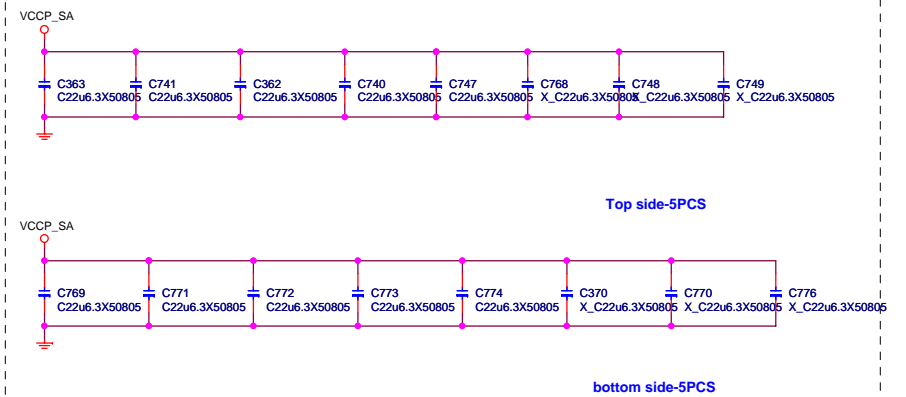 VCCP_SA
C363 C741 C362 C740 C747 C768 C748 C749
C22u6.3X50805 C22u6.3X50805 C22u6.3X50805 C22u6.3X50805 C22u6.3X50805 X_C22u6.3X50805 X_C22u6.3X50805 X_C22u6.3X50805
Top side-5PCS
VCCP_SA
C769 C771 C772 C773 C774 C370 C770 C776
C22u6.3X50805 C22u6.3X50805 C22u6.3X50805 C22u6.3X50805 C22u6.3X50805 X_C22u6.3X50805 X_C22u6.3X50805 X_C22u6.3X50805
bottom side-5PCS